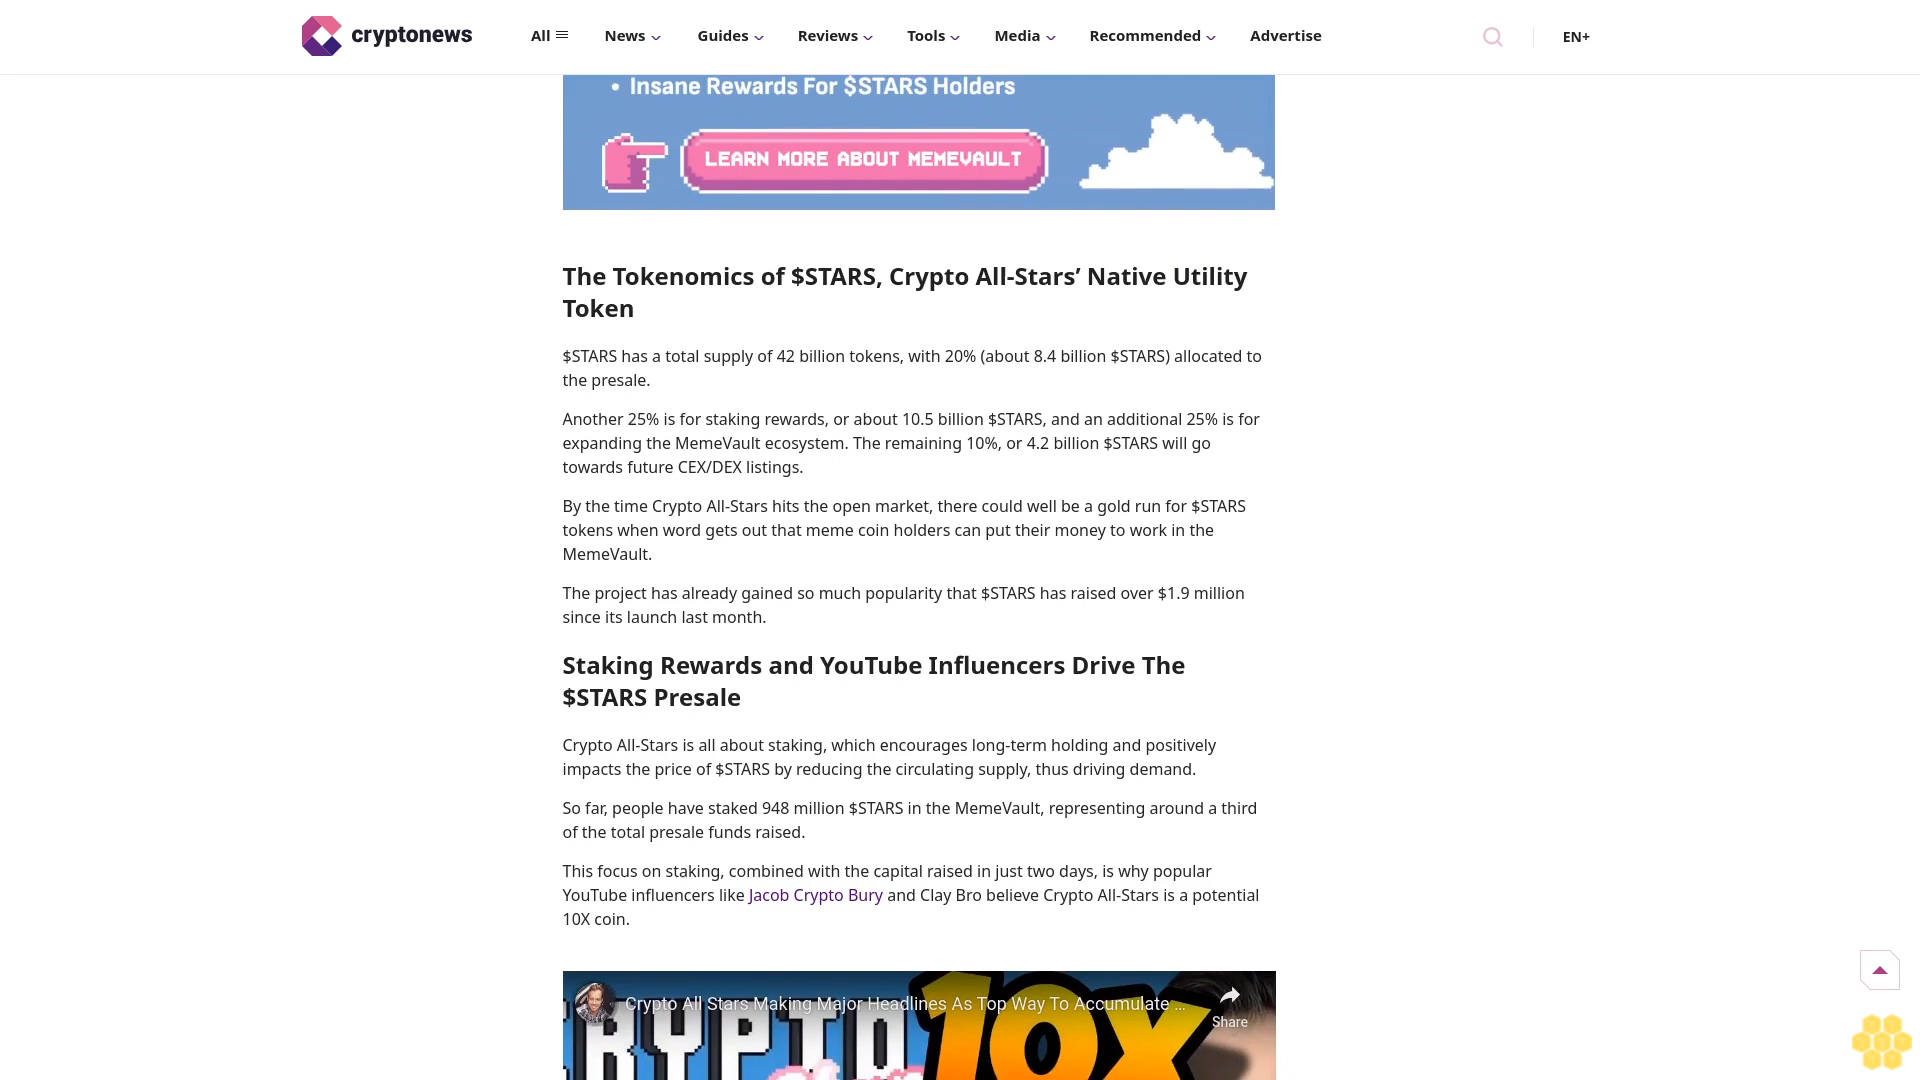 cryptonews
All
News
Guides
Reviews
Tools
Media
Recommended
Advertise
EN+
• Insane Rewards For $STARS Holders
LEARN MORE ABOUT MEMEVAULT
The Tokenomics of $STARS, Crypto All-Stars’ Native Utility
Token
$STARS has a total supply of 42 billion tokens, with 20% (about 8.4 billion $STARS) allocated to
the presale.
Another 25% is for staking rewards, or about 10.5 billion $STARS, and an additional 25% is for
expanding the MemeVault ecosystem. The remaining 10%, or 4.2 billion $STARS will go
towards future CEX/DEX listings.
By the time Crypto All-Stars hits the open market, there could well be a gold run for $STARS
tokens when word gets out that meme coin holders can put their money to work in the
MemeVault.
The project has already gained so much popularity that $STARS has raised over $1.9 million
since its launch last month.
Staking Rewards and YouTube Influencers Drive The
$STARS Presale
Crypto All-Stars is all about staking, which encourages long-term holding and positively
impacts the price of $STARS by reducing the circulating supply, thus driving demand.
So far, people have staked 948 million $STARS in the MemeVault, representing around a third
of the total presale funds raised.
This focus on staking, combined with the capital raised in just two days, is why popular
YouTube influencers like Jacob Crypto Bury and Clay Bro believe Crypto All-Stars is a potential
10X coin.
Crypto All Stars Making Major Headlines As Top Way To Accumulate ...
Share
CRYPTO
10X